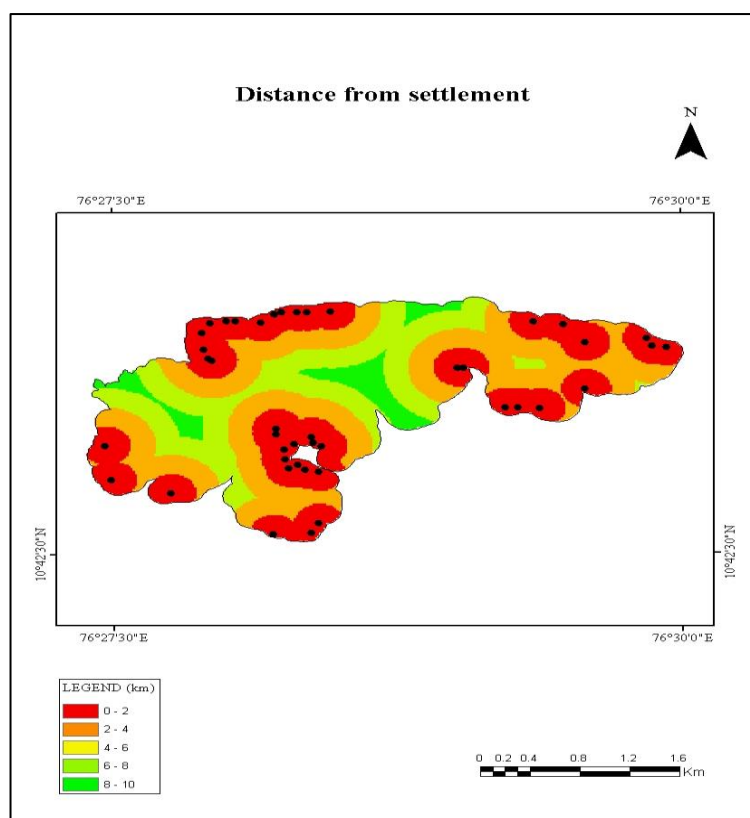 Distance from settlement
N
76°27'30"E 76°30'0"E
10°42'30"N 10°42'30"N
76°27'30"E 76°30'0"E
LEGEND (km)
0 - 2
2 - 4
4 - 6
6 - 8
8 - 10
0 0.2 0.4 0.8 1.2 1.6
Km